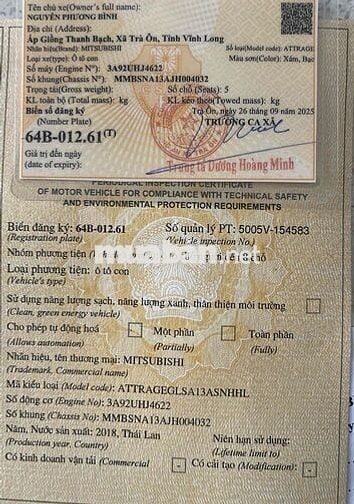 Tên chủ xe(Owner's full name):
NGUYỄN PHƯƠNG BÌNH
Địa chỉ (Address):
Ấp Giồng Thanh Bạch, Xã Trà Ôn, Tỉnh Vĩnh Long
Nhãn hiệu(Brand): MITSUBISHI Số loại(Model code): ATTRAGE
Loại xe(Type): Ô tô con Màu sơn(Color): Xám, Bạc
Số máy (Engine N°): 3A92UHJ4622
Số khung(Chassis N°): MMBSNA13AJH004032
Trọng tải(Gross weight): Số chỗ(Seats): 5
KL toàn bộ(Total mass): kg KL kéo theo(Towed mass): kg
Biển số đăng ký Trà Ôn, ngày 26 tháng 09 năm 2025
(Number Plate) TRƯỞNG CA XÃ
64B-012.61(T)
Giá trị đến ngày
(date of expiry): Trung tá Dương Hoàng Minh
PERIODICAL INSPECTION CERTIFICATE
OF MOTOR VEHICLE FOR COMPLIANCE WITH TECHNICAL SAFETY
AND ENVIRONMENTAL PROTECTION REQUIREMENTS
Biển đăng ký: 64B-012.61 Số quản lý PT: 5005V-154583
(Registration plate) (Vehicle inspection No.)
Nhóm phương tiện
Loại phương tiện: ô tô con
(Vehicle's type)
Sử dụng năng lượng sạch, năng lượng xanh, thân thiện môi trường
(Clean, green energy vehicle)
Cho phép tự động hoá Một phần Toàn phần
(Allows automation) (Partially) (Fully)
Nhãn hiệu, tên thương mại: MITSUBISHI
(Trademark, Commercial name)
Mã kiểu loại (Model code): ATTRAGEGLSA13ASNHHL
Số động cơ (Engine No): 3A92UHJ4622
Số khung (Chassis No): MMBSNA13AJH004032
Năm, Nước sản xuất: 2018, Thái Lan Niên hạn sử dụng:
(Production year, Country) (Lifetime limit to)
Có kinh doanh vận tải (Commercial - Có cải tạo (Modification): -